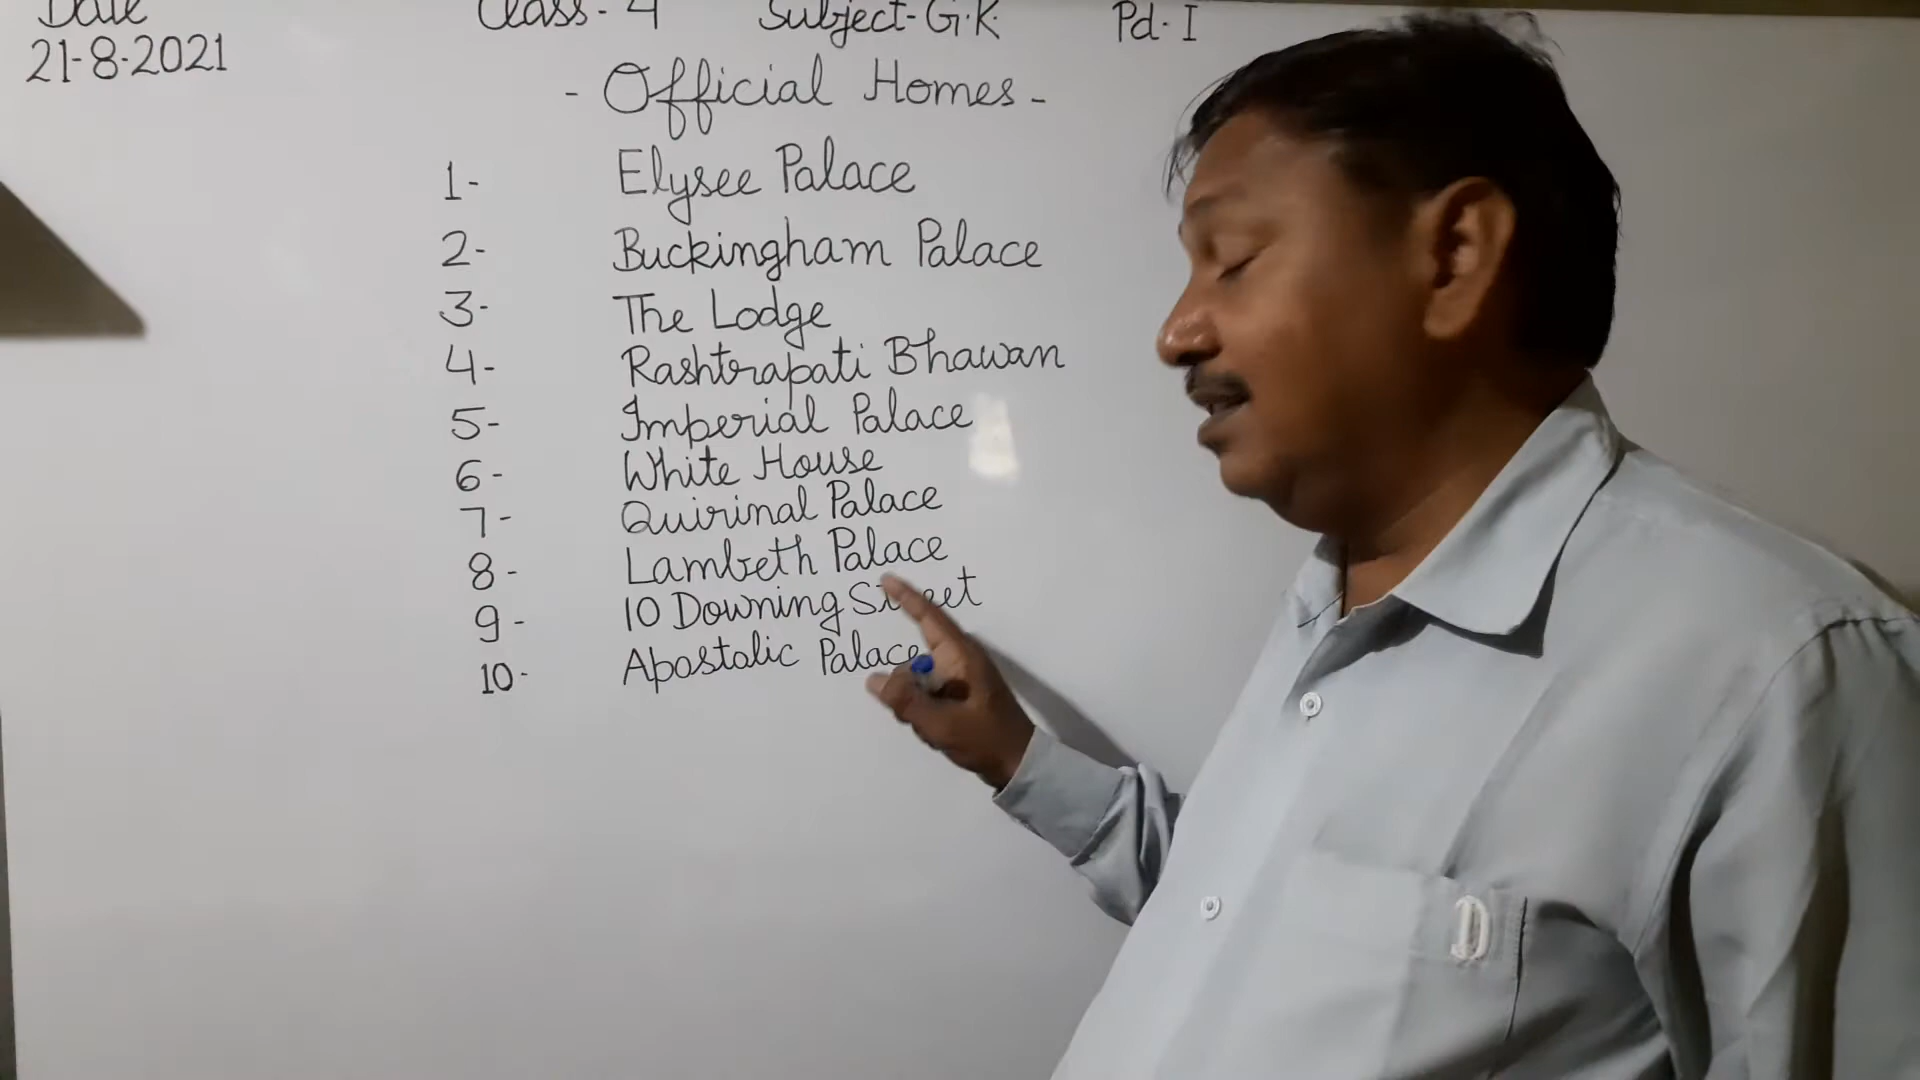 Date Class- 4 Subject- G.K. Pd- I
21-8-2021
- Official Homes -
1- Elysee Palace
2- Buckingham Palace
3- The Lodge
4- Rashtrapati Bhawan
5- Imperial Palace
6- White House
7- Quirinal Palace
8- Lambeth Palace
9- 10 Downing Street
10- Apostalic Palace
D